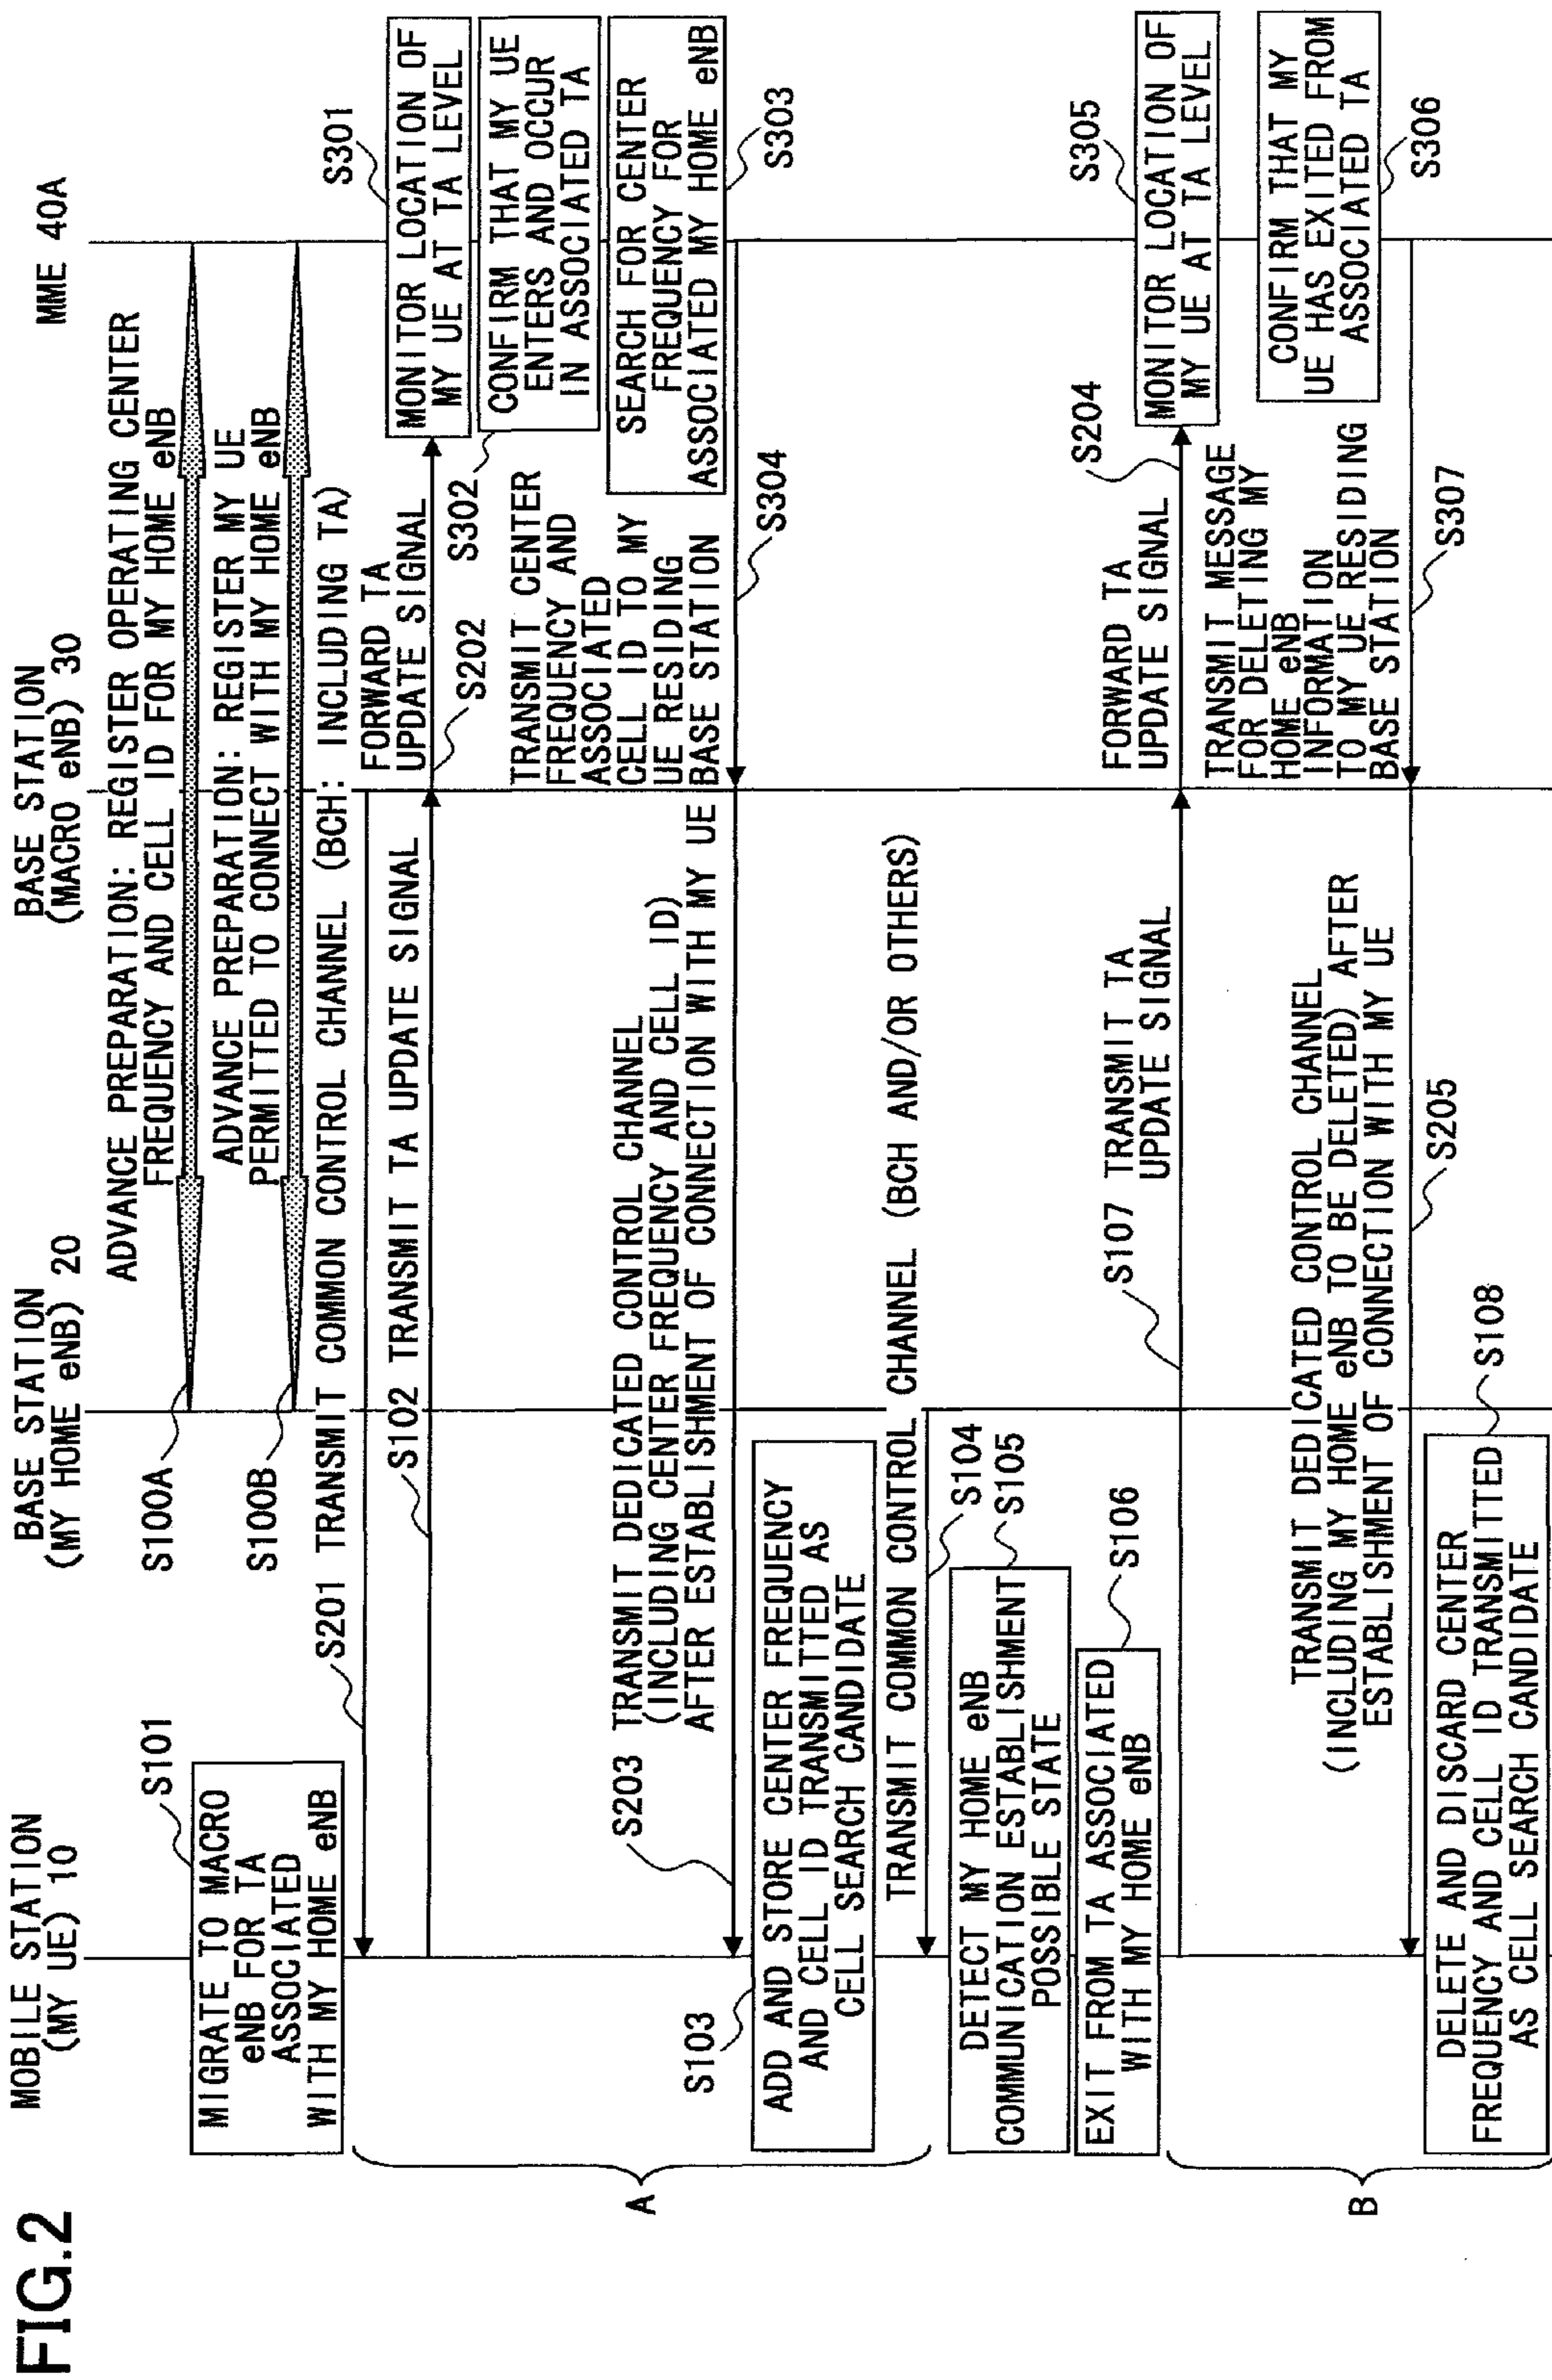 FIG.2
MOBILE STATION
(MY UE) 10
BASE STATION
(MY HOME eNB) 20
BASE STATION
(MACRO eNB) 30
MME 40A
ADVANCE PREPARATION: REGISTER OPERATING CENTER
FREQUENCY AND CELL ID FOR MY HOME eNB
S100A
ADVANCE PREPARATION: REGISTER MY UE
PERMITTED TO CONNECT WITH MY HOME eNB
S100B
S101
MIGRATE TO MACRO
eNB FOR TA
ASSOCIATED
WITH MY HOME eNB
S201 TRANSMIT COMMON CONTROL CHANNEL (BCH: INCLUDING TA)
S102 TRANSMIT TA UPDATE SIGNAL
FORWARD TA
UPDATE SIGNAL
S202
S301
MONITOR LOCATION OF
MY UE AT TA LEVEL
CONFIRM THAT MY UE
ENTERS AND OCCUR
IN ASSOCIATED TA
S302
SEARCH FOR CENTER
FREQUENCY FOR
ASSOCIATED MY HOME eNB
S303
TRANSMIT CENTER
FREQUENCY AND
ASSOCIATED
CELL ID TO MY
UE RESIDING
BASE STATION
S304
S203 TRANSMIT DEDICATED CONTROL CHANNEL
(INCLUDING CENTER FREQUENCY AND CELL ID)
AFTER ESTABLISHMENT OF CONNECTION WITH MY UE
S103
ADD AND STORE CENTER FREQUENCY
AND CELL ID TRANSMITTED AS
CELL SEARCH CANDIDATE
A
TRANSMIT COMMON CONTROL CHANNEL (BCH AND/OR OTHERS)
S104
DETECT MY HOME eNB
COMMUNICATION ESTABLISHMENT
POSSIBLE STATE
S105
EXIT FROM TA ASSOCIATED
WITH MY HOME eNB
S106
S107 TRANSMIT TA
UPDATE SIGNAL
FORWARD TA
UPDATE SIGNAL
S204
S305
MONITOR LOCATION OF
MY UE AT TA LEVEL
CONFIRM THAT MY
UE HAS EXITED FROM
ASSOCIATED TA
S306
TRANSMIT MESSAGE
FOR DELETING MY
HOME eNB
INFORMATION
TO MY UE RESIDING
BASE STATION
S307
TRANSMIT DEDICATED CONTROL CHANNEL
(INCLUDING MY HOME eNB TO BE DELETED) AFTER
ESTABLISHMENT OF CONNECTION WITH MY UE
S205
DELETE AND DISCARD CENTER
FREQUENCY AND CELL ID TRANSMITTED
AS CELL SEARCH CANDIDATE
S108
B